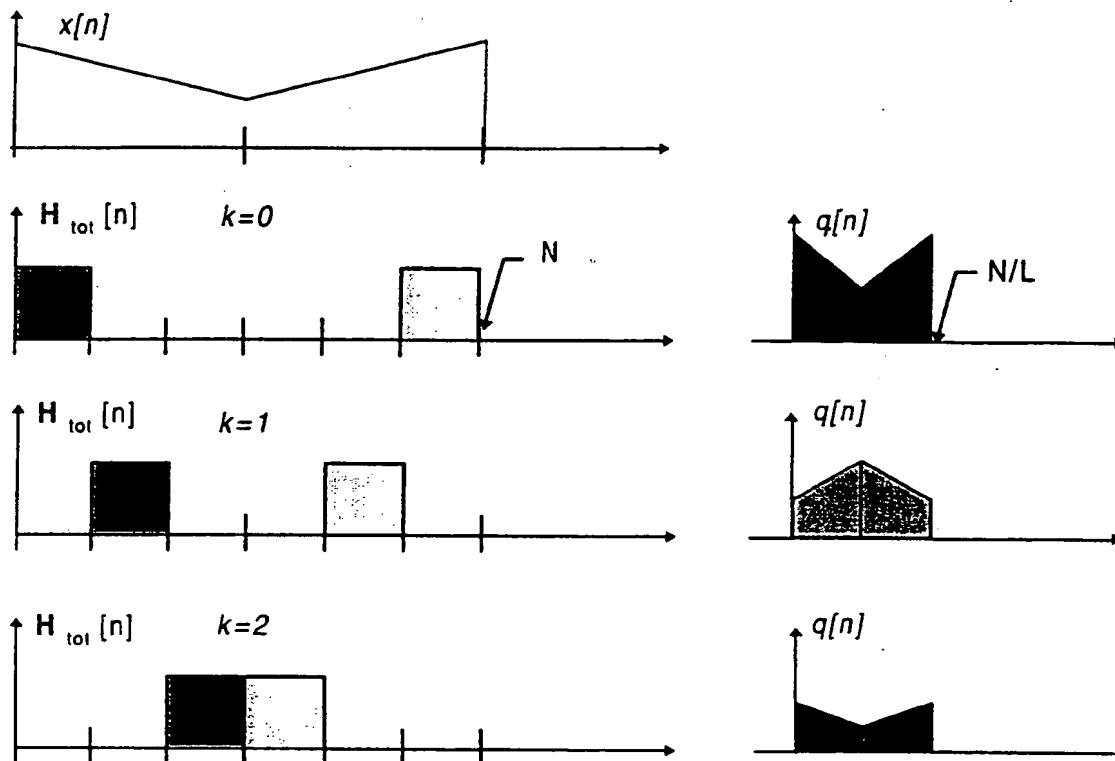 x[n]
H tot [n] k=0
N
q[n]
N/L
H tot [n] k=1
q[n]
H tot [n] k=2
q[n]